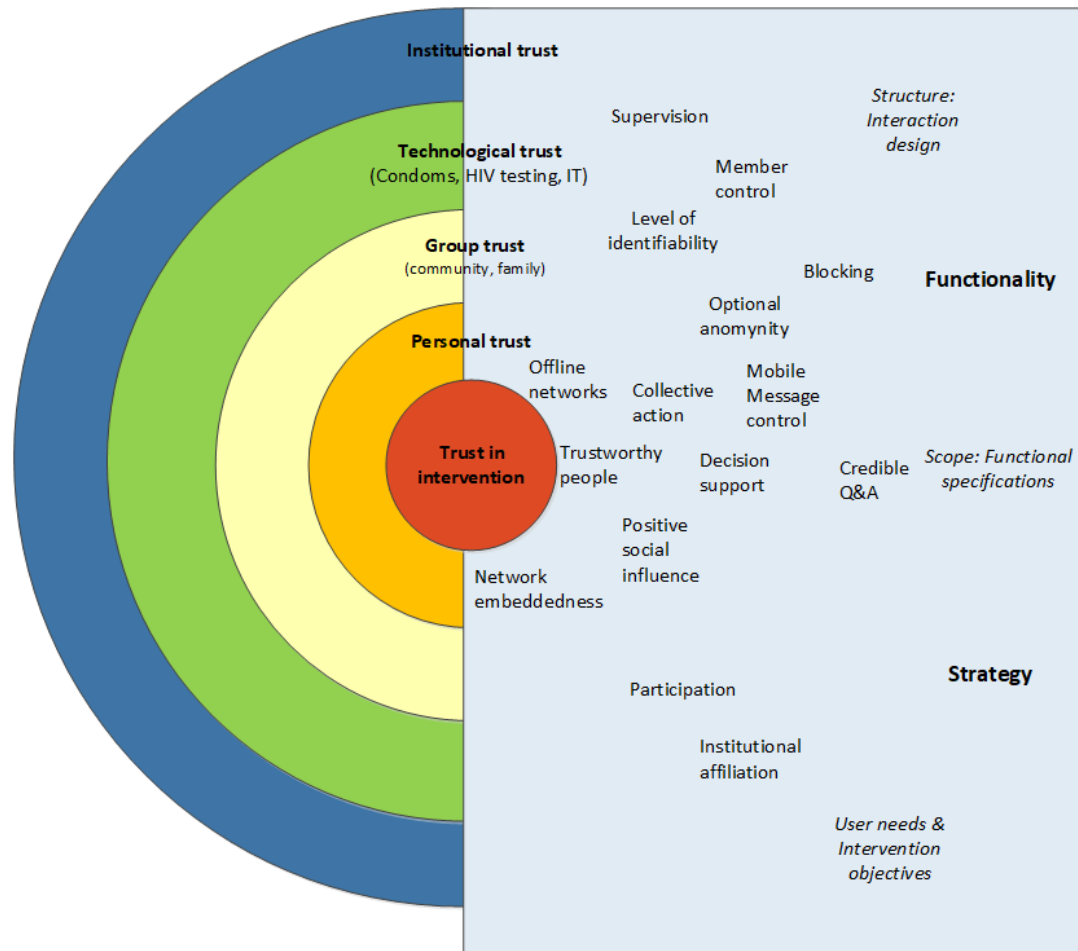 Institutional trust
Structure:
Interaction
design
Supervision
Technological trust
(Condoms, HIV testing, IT)
Member
control
Level of
identifiability
Group trust
(community, family)
Blocking
Functionality
Optional
anomynity
Personal trust
Offline
networks
Collective
action
Mobile
Message
control
Trust in
intervention
Trustworthy
people
Decision
support
Credible
Q&A
Scope: Functional
specifications
Positive
social
influence
Network
embeddedness
Strategy
Participation
Institutional
affiliation
User needs &
Intervention
objectives